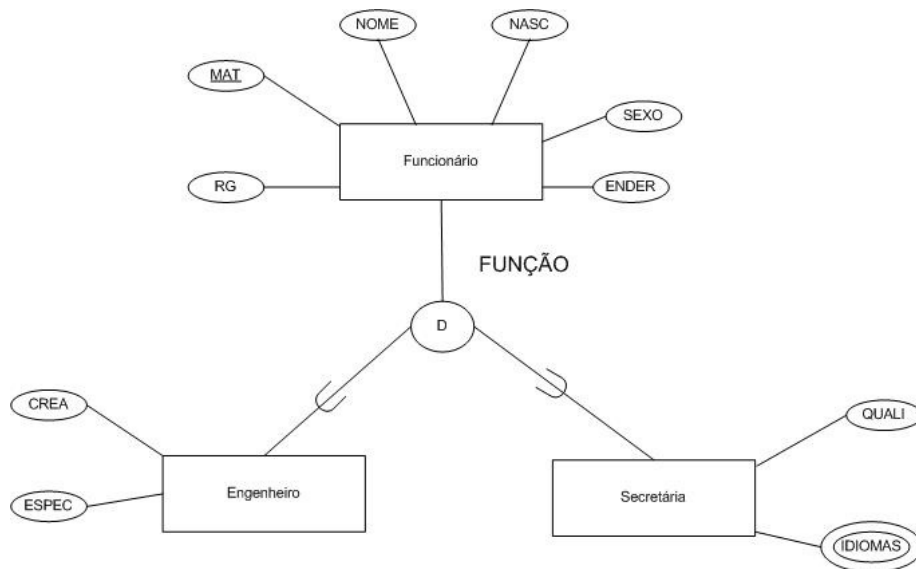 NOME
NASC
MAT
SEXO
Funcionário
RG
ENDER
FUNÇÃO
D
CREA
QUALI
Engenheiro
Secretária
ESPEC
IDIOMAS